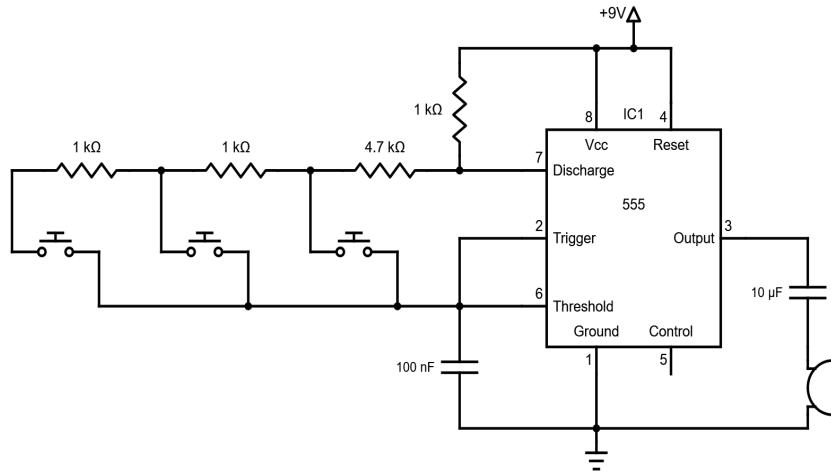 +9V
1 kΩ
IC1
8
4
Vcc
Reset
1 kΩ
1 kΩ
4.7 kΩ
7
Discharge
555
2
Trigger
Output
3
6
Threshold
10 µF
Ground
Control
100 nF
1
5